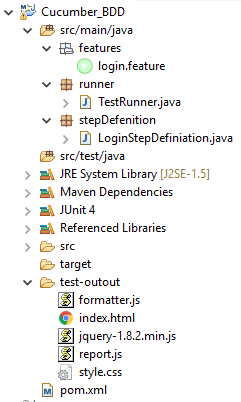 Cucumber_BDD
src/main/java
features
login.feature
runner
TestRunner.java
stepDefenition
LoginStepDefiniation.java
src/test/java
JRE System Library [J2SE-1.5]
Maven Dependencies
JUnit 4
Referenced Libraries
src
target
test-outout
formatter.js
index.html
jquery-1.8.2.min.js
report.js
style.css
pom.xml